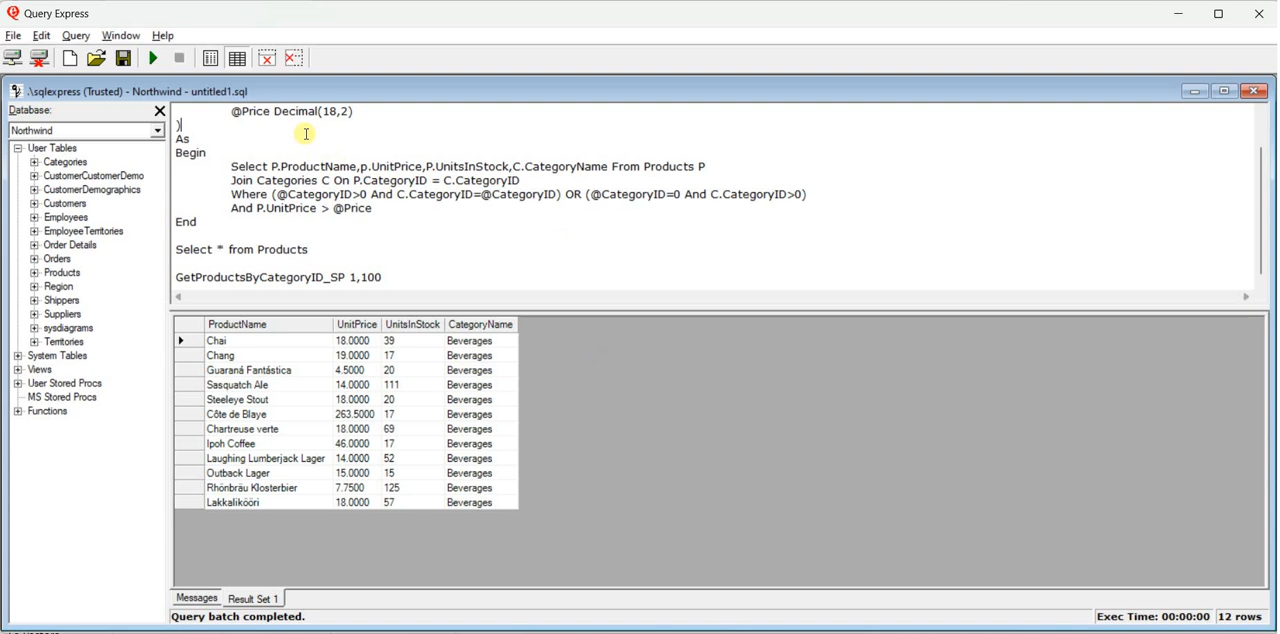 Query Express
File Edit Query Window Help
.\sqlexpress (Trusted) - Northwind - untitled1.sql
Database:
Northwind
User Tables
Categories
CustomerCustomerDemo
CustomerDemographics
Customers
Employees
EmployeeTerritories
Order Details
Orders
Products
Region
Shippers
Suppliers
sysdiagrams
Territories
System Tables
Views
User Stored Procs
MS Stored Procs
Functions
@Price Decimal(18,2)
)
As
Begin
Select P.ProductName,p.UnitPrice,P.UnitsInStock,C.CategoryName From Products P
Join Categories C On P.CategoryID = C.CategoryID
Where (@CategoryID>0 And C.CategoryID=@CategoryID) OR (@CategoryID=0 And C.CategoryID>0)
And P.UnitPrice > @Price
End
Select * from Products
GetProductsByCategoryID_SP 1,100
ProductName UnitPrice UnitsInStock CategoryName
Chai 18.0000 39 Beverages
Chang 19.0000 17 Beverages
Guaraná Fantástica 4.5000 20 Beverages
Sasquatch Ale 14.0000 111 Beverages
Steeleye Stout 18.0000 20 Beverages
Côte de Blaye 263.5000 17 Beverages
Chartreuse verte 18.0000 69 Beverages
Ipoh Coffee 46.0000 17 Beverages
Laughing Lumberjack Lager 14.0000 52 Beverages
Outback Lager 15.0000 15 Beverages
Rhönbräu Klosterbier 7.7500 125 Beverages
Lakkalikööri 18.0000 57 Beverages
Messages Result Set 1
Query batch completed. Exec Time: 00:00:00 12 rows